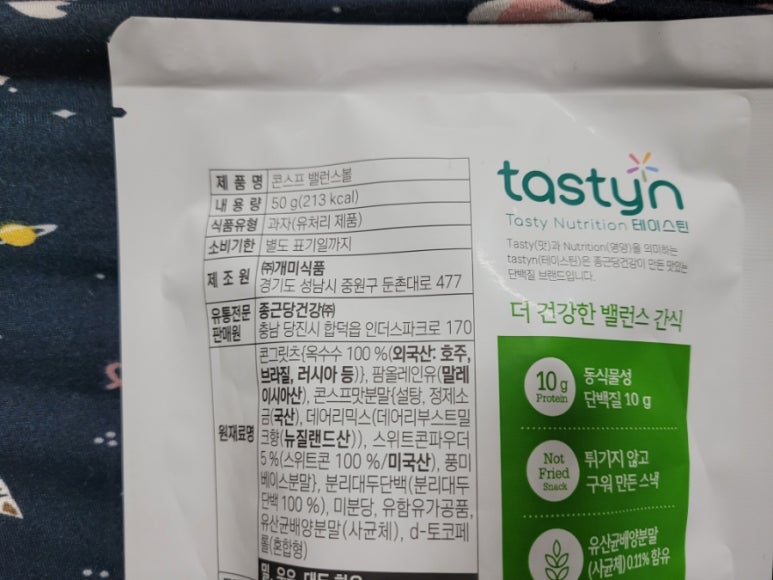 제 품 명 콘스프 밸런스볼
내 용 량 50 g(213 kcal)
식품유형 과자(유처리 제품)
소비기한 별도 표기일까지
제 조 원 ㈜개미식품
경기도 성남시 중원구 둔촌대로 477
유통전문
판매원
종근당건강㈜
충남 당진시 합덕읍 인더스파크로 170
원재료명
콘그릿츠{옥수수 100 %(외국산: 호주,
브라질, 러시아 등)}, 팜올레인유(말레
이시아산), 콘스프맛분말{설탕, 정제소
금(국산), 데어리믹스(데어리부스트밀
크향(뉴질랜드산)), 스위트콘파우더
5 %(스위트콘 100 %/미국산), 풍미
베이스분말}, 분리대두단백(분리대두
단백 100 %), 미분당, 유함유가공품,
유산균배양분말(사균체), d-토코페
롤(혼합형)
밀, 우유, 대두 함유
tastyn
Tasty Nutrition 테이스틴
Tasty(맛)과 Nutrition(영양)을 의미하는
tastyn(테이스틴)은 종근당건강이 만든 맛있는
단백질 브랜드입니다.
더 건강한 밸런스 간식
10 g
Protein
동식물성
단백질 10 g
Not
Fried
Snack
튀기지 않고
구워 만든 스낵
유산균배양분말
(사균체) 0.11% 함유